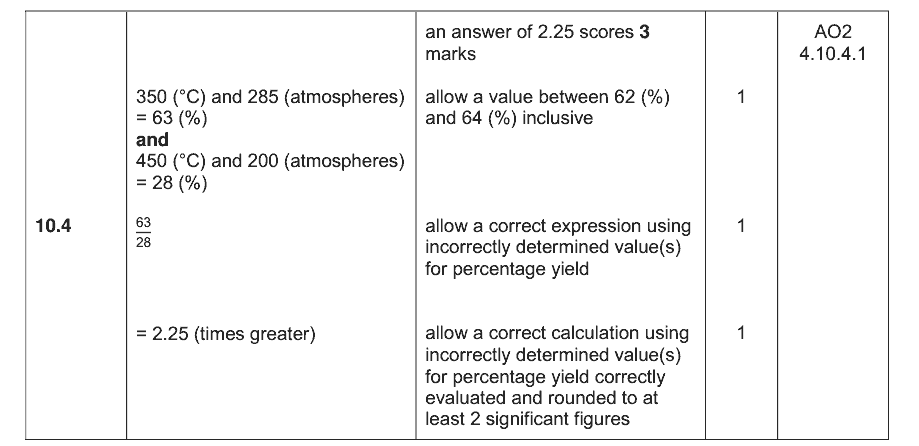 an answer of 2.25 scores 3
marks
AO2
4.10.4.1
350 (°C) and 285 (atmospheres)
= 63 (%)
and
450 (°C) and 200 (atmospheres)
= 28 (%)
allow a value between 62 (%)
and 64 (%) inclusive
1
10.4
63
28
allow a correct expression using
incorrectly determined value(s)
for percentage yield
1
= 2.25 (times greater)
allow a correct calculation using
incorrectly determined value(s)
for percentage yield correctly
evaluated and rounded to at
least 2 significant figures
1